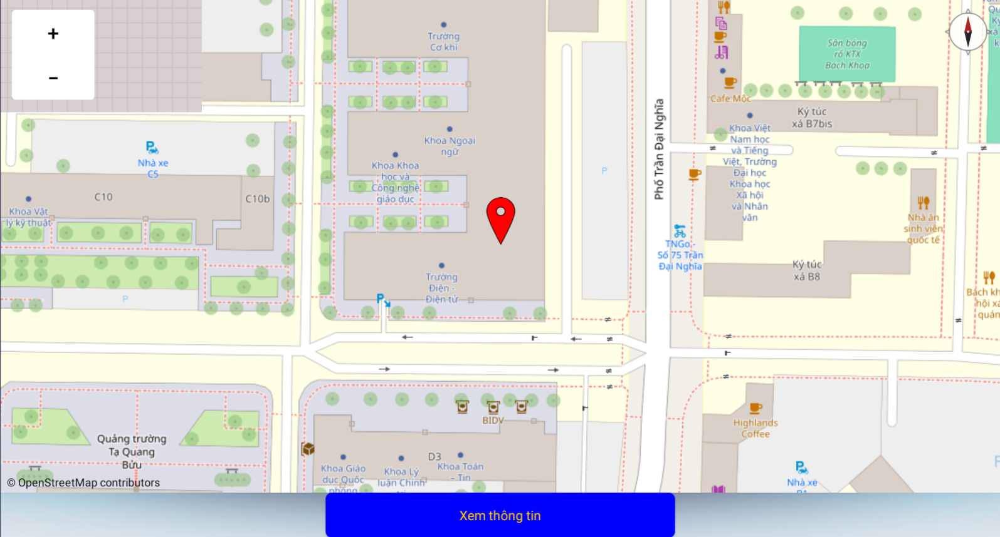 +
−
Trường
Cơ khí
Sân bóng
rổ KTX
Bách Khoa
Cafe Mộc
Ký túc
xá B7bis
Khoa Việt
Nam học
và Tiếng
Việt, Trường
Đại học
Khoa học
Xã hội
và Nhân
văn
Phố Trần Đại Nghĩa
Khoa Ngoại
ngữ
Khoa Khoa
học và
Công nghệ
giáo dục
P
Nhà xe
C5
P
C10
C10b
Khoa Vật
lý kỹ thuật
Nhà ăn
sinh viên
quốc tế
TNGo -
Số 75 Trần
Đại Nghĩa
Ký túc
xá B8
Trường
Điện -
Điện tử
P
P
Bách kh
hội xá
quán
BIDV
Highlands
Coffee
Quảng trường
Tạ Quang
Bửu
D3
Khoa Giáo
dục Quốc
phòng
Khoa Lý
luận Chính
Khoa Toán
- Tin
P
Nhà xe
B1
© OpenStreetMap contributors
Xem thông tin